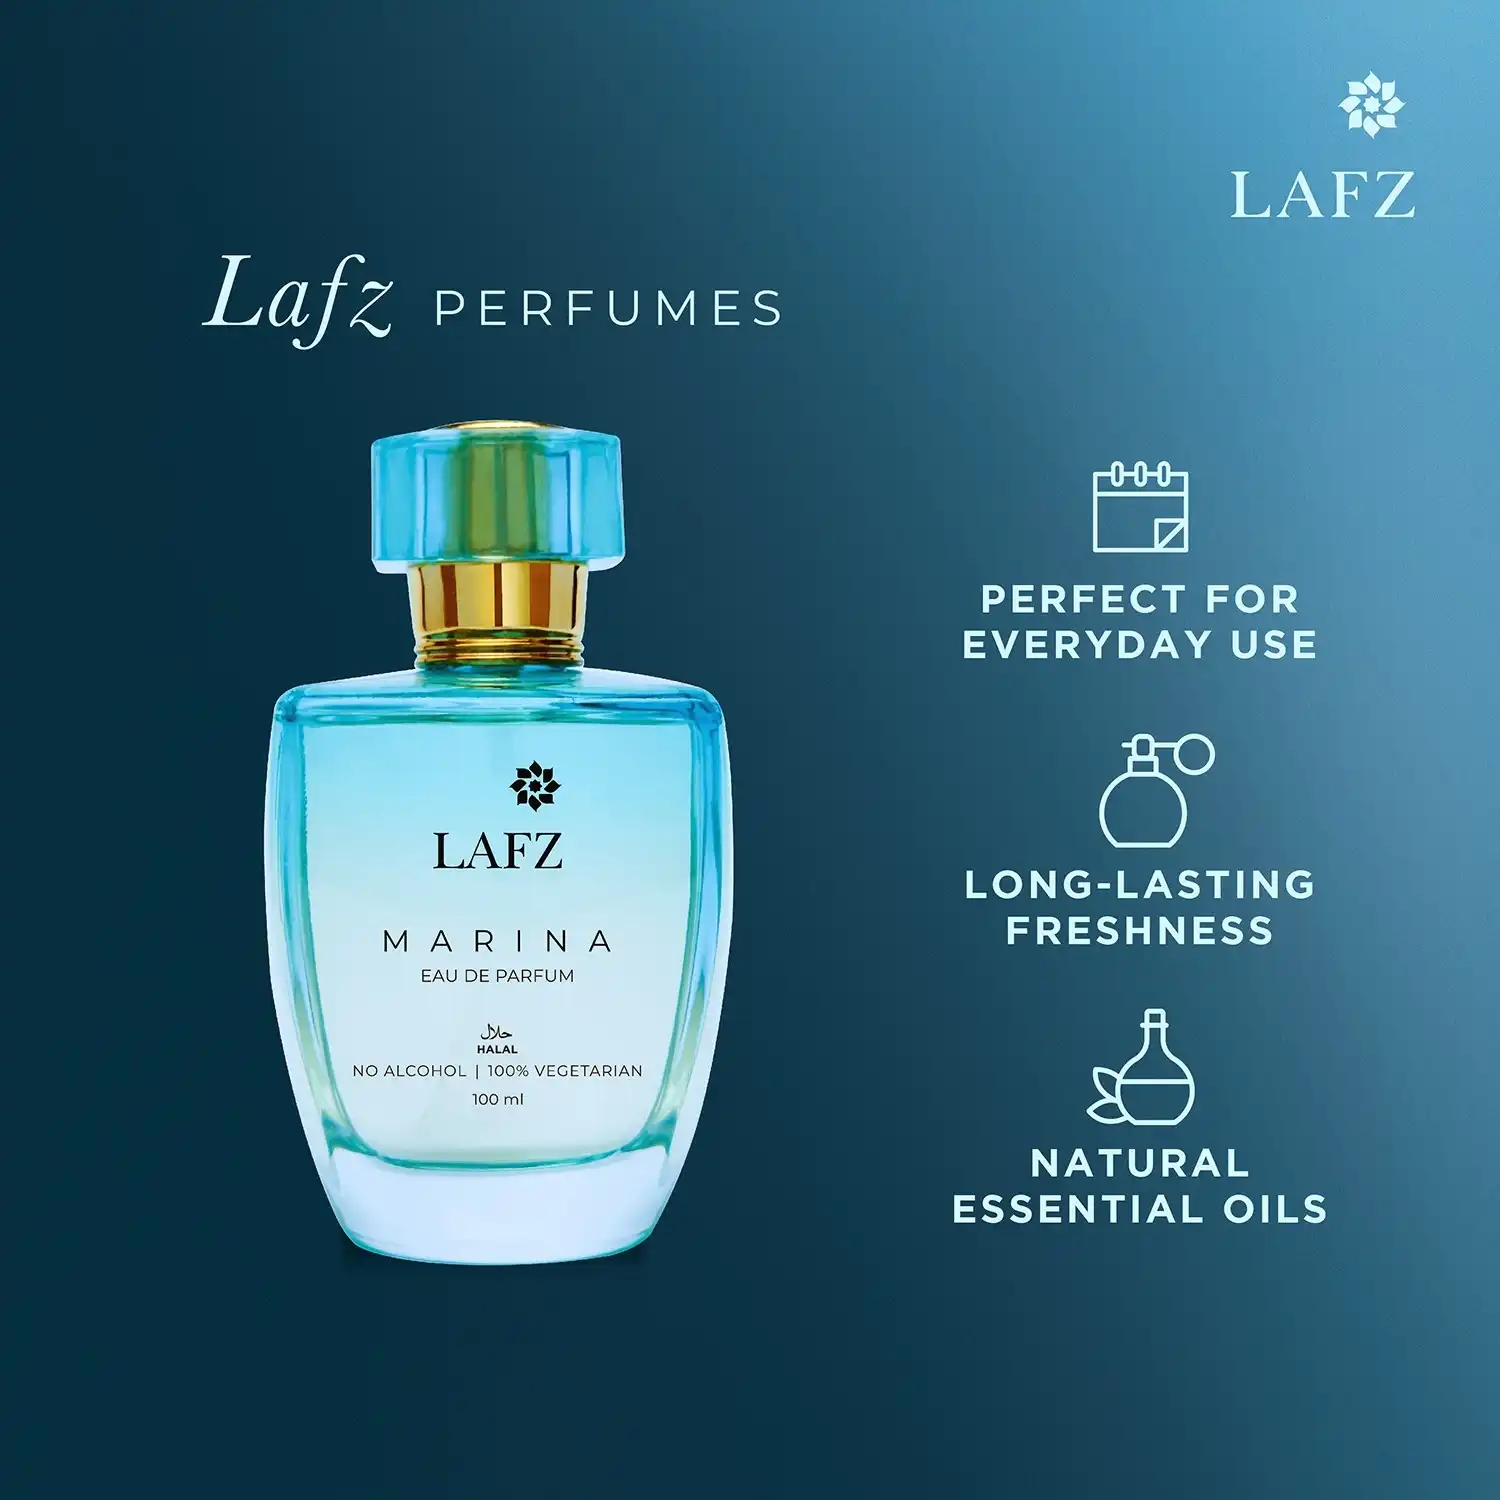 LAFZ
Lafz PERFUMES
LAFZ
MARINA
EAU DE PARFUM
حلال
HALAL
NO ALCOHOL | 100% VEGETARIAN
100 ml
PERFECT FOR
EVERYDAY USE
LONG-LASTING
FRESHNESS
NATURAL
ESSENTIAL OILS